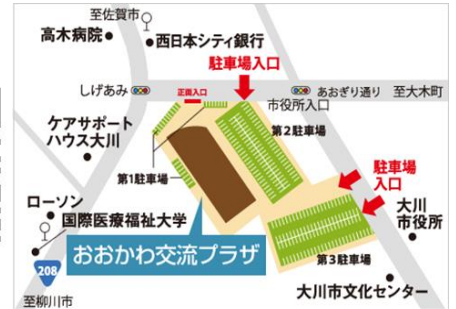 至佐賀市
高木病院
西日本シティ銀行
駐車場入口
しげあみ
正面入口
あおぎり通り
至大木町
市役所入口
ケアサポート
ハウス大川
第2駐車場
第1駐車場
駐車場
入口
ローソン
国際医療福祉大学
大川
市役所
おおかわ交流プラザ
第3駐車場
208
大川市文化センター
至柳川市